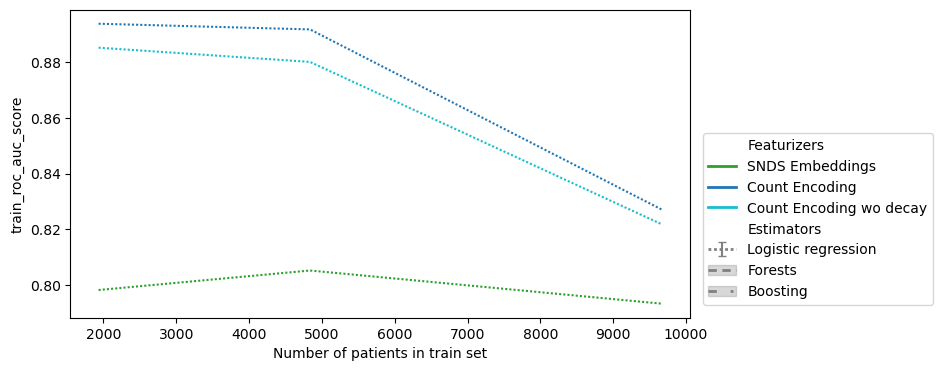 train_roc_auc_score
0.88
0.86
0.84
0.82
0.80
2000 3000 4000 5000 6000 7000 8000 9000 10000
Number of patients in train set
Featurizers
SNDS Embeddings
Count Encoding
Count Encoding wo decay
Estimators
Logistic regression
Forests
Boosting